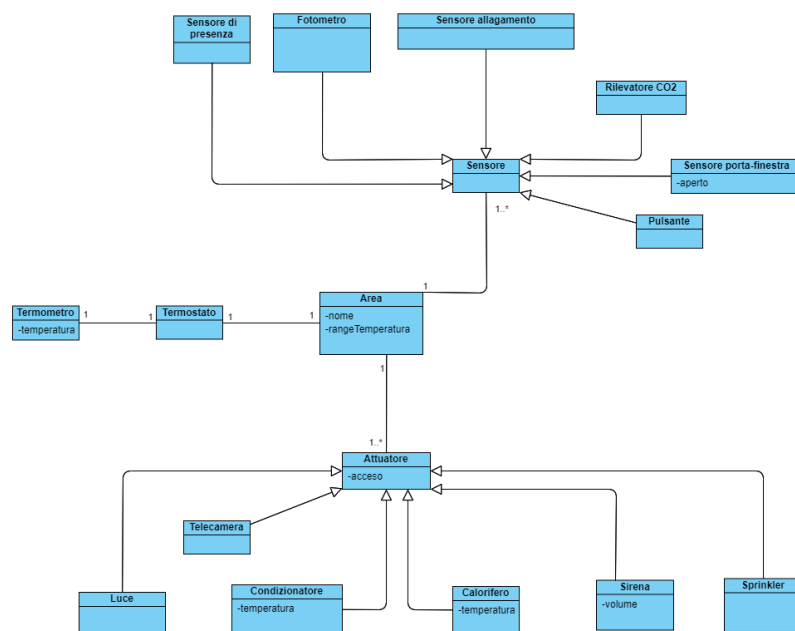 Sensore di
presenza
Fotometro
Sensore allagamento
Rilevatore CO2
Sensore
Sensore porta-finestra
-aperto
1..*
Pulsante
1
Area
-nome
-rangeTemperatura
Termometro
-temperatura
1
1
Termostato
1
1
1
1..*
Attuatore
-acceso
Telecamera
Luce
Condizionatore
-temperatura
Calorifero
-temperatura
Sirena
-volume
Sprinkler